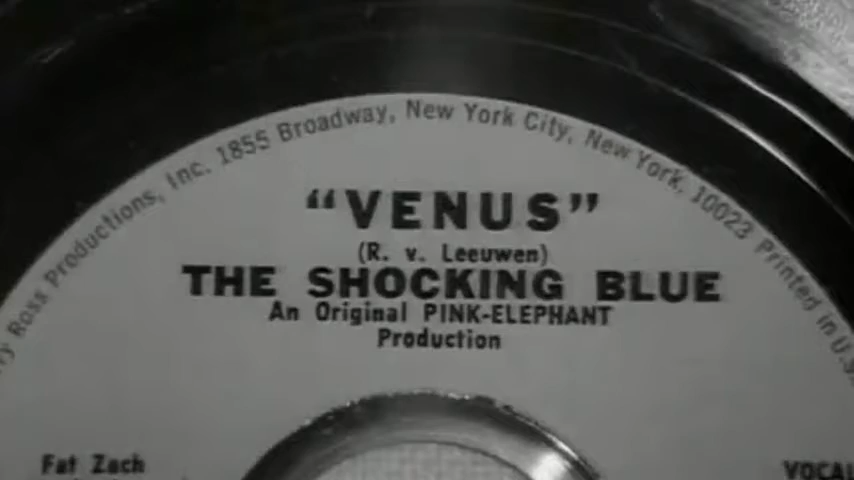 ry Ross Productions, Inc. 1855 Broadway, New York City, New York, 10023 Printed in U.S.
"VENUS"
(R. v. Leeuwen)
THE SHOCKING BLUE
An Original PINK-ELEPHANT
Production
Fat Zach
VOCAL